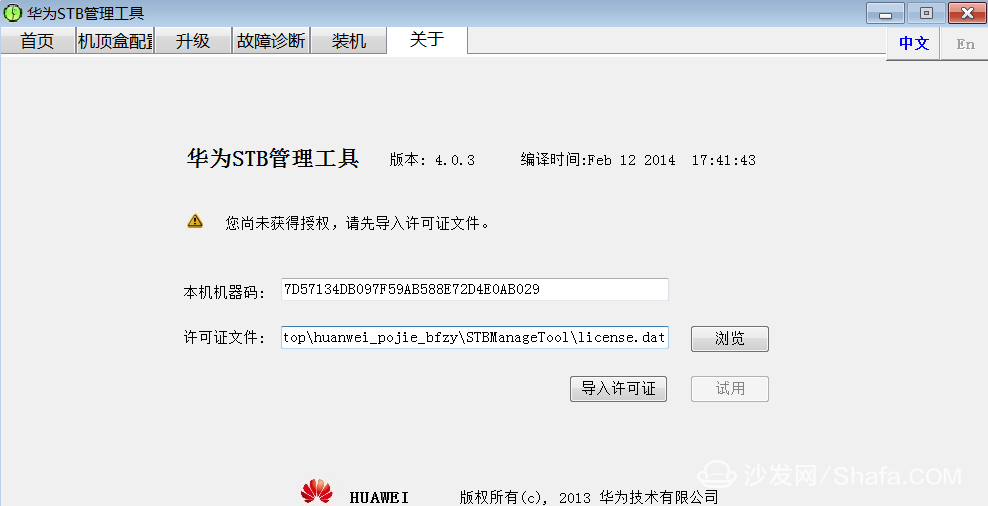 华为STB管理工具
首页 机顶盒配置 升级 故障诊断 装机 关于 中文 En
华为STB管理工具 版本: 4.0.3 编译时间:Feb 12 2014 17:41:43
您尚未获得授权，请先导入许可证文件。
本机机器码: 7D57134DB097F59AB588E72D4E0AB029
许可证文件: top\huanwei_pojie_bfzy\STBManageTool\license.dat 浏览
导入许可证 试用
沙发网/Shafa.COM
HUAWEI 版权所有(c), 2013 华为技术有限公司